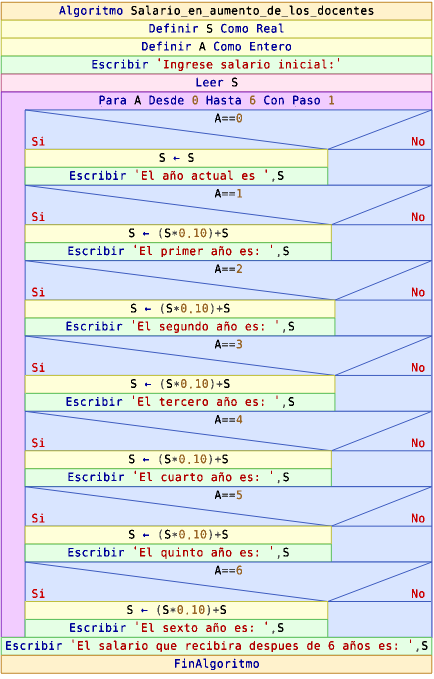 Algoritmo Salario_en_aumento_de_los_docentes
Definir S Como Real
Definir A Como Entero
Escribir 'Ingrese salario inicial:'
Leer S
Para A Desde 0 Hasta 6 Con Paso 1
A==0
Si No
S ← S
Escribir 'El año actual es ',S
A==1
Si No
S ← (S*0.10)+S
Escribir 'El primer año es: ',S
A==2
Si No
S ← (S*0.10)+S
Escribir 'El segundo año es: ',S
A==3
Si No
S ← (S*0.10)+S
Escribir 'El tercero año es: ',S
A==4
Si No
S ← (S*0.10)+S
Escribir 'El cuarto año es: ',S
A==5
Si No
S ← (S*0.10)+S
Escribir 'El quinto año es: ',S
A==6
Si No
S ← (S*0.10)+S
Escribir 'El sexto año es: ',S
Escribir 'El salario que recibira despues de 6 años es: ',S
FinAlgoritmo